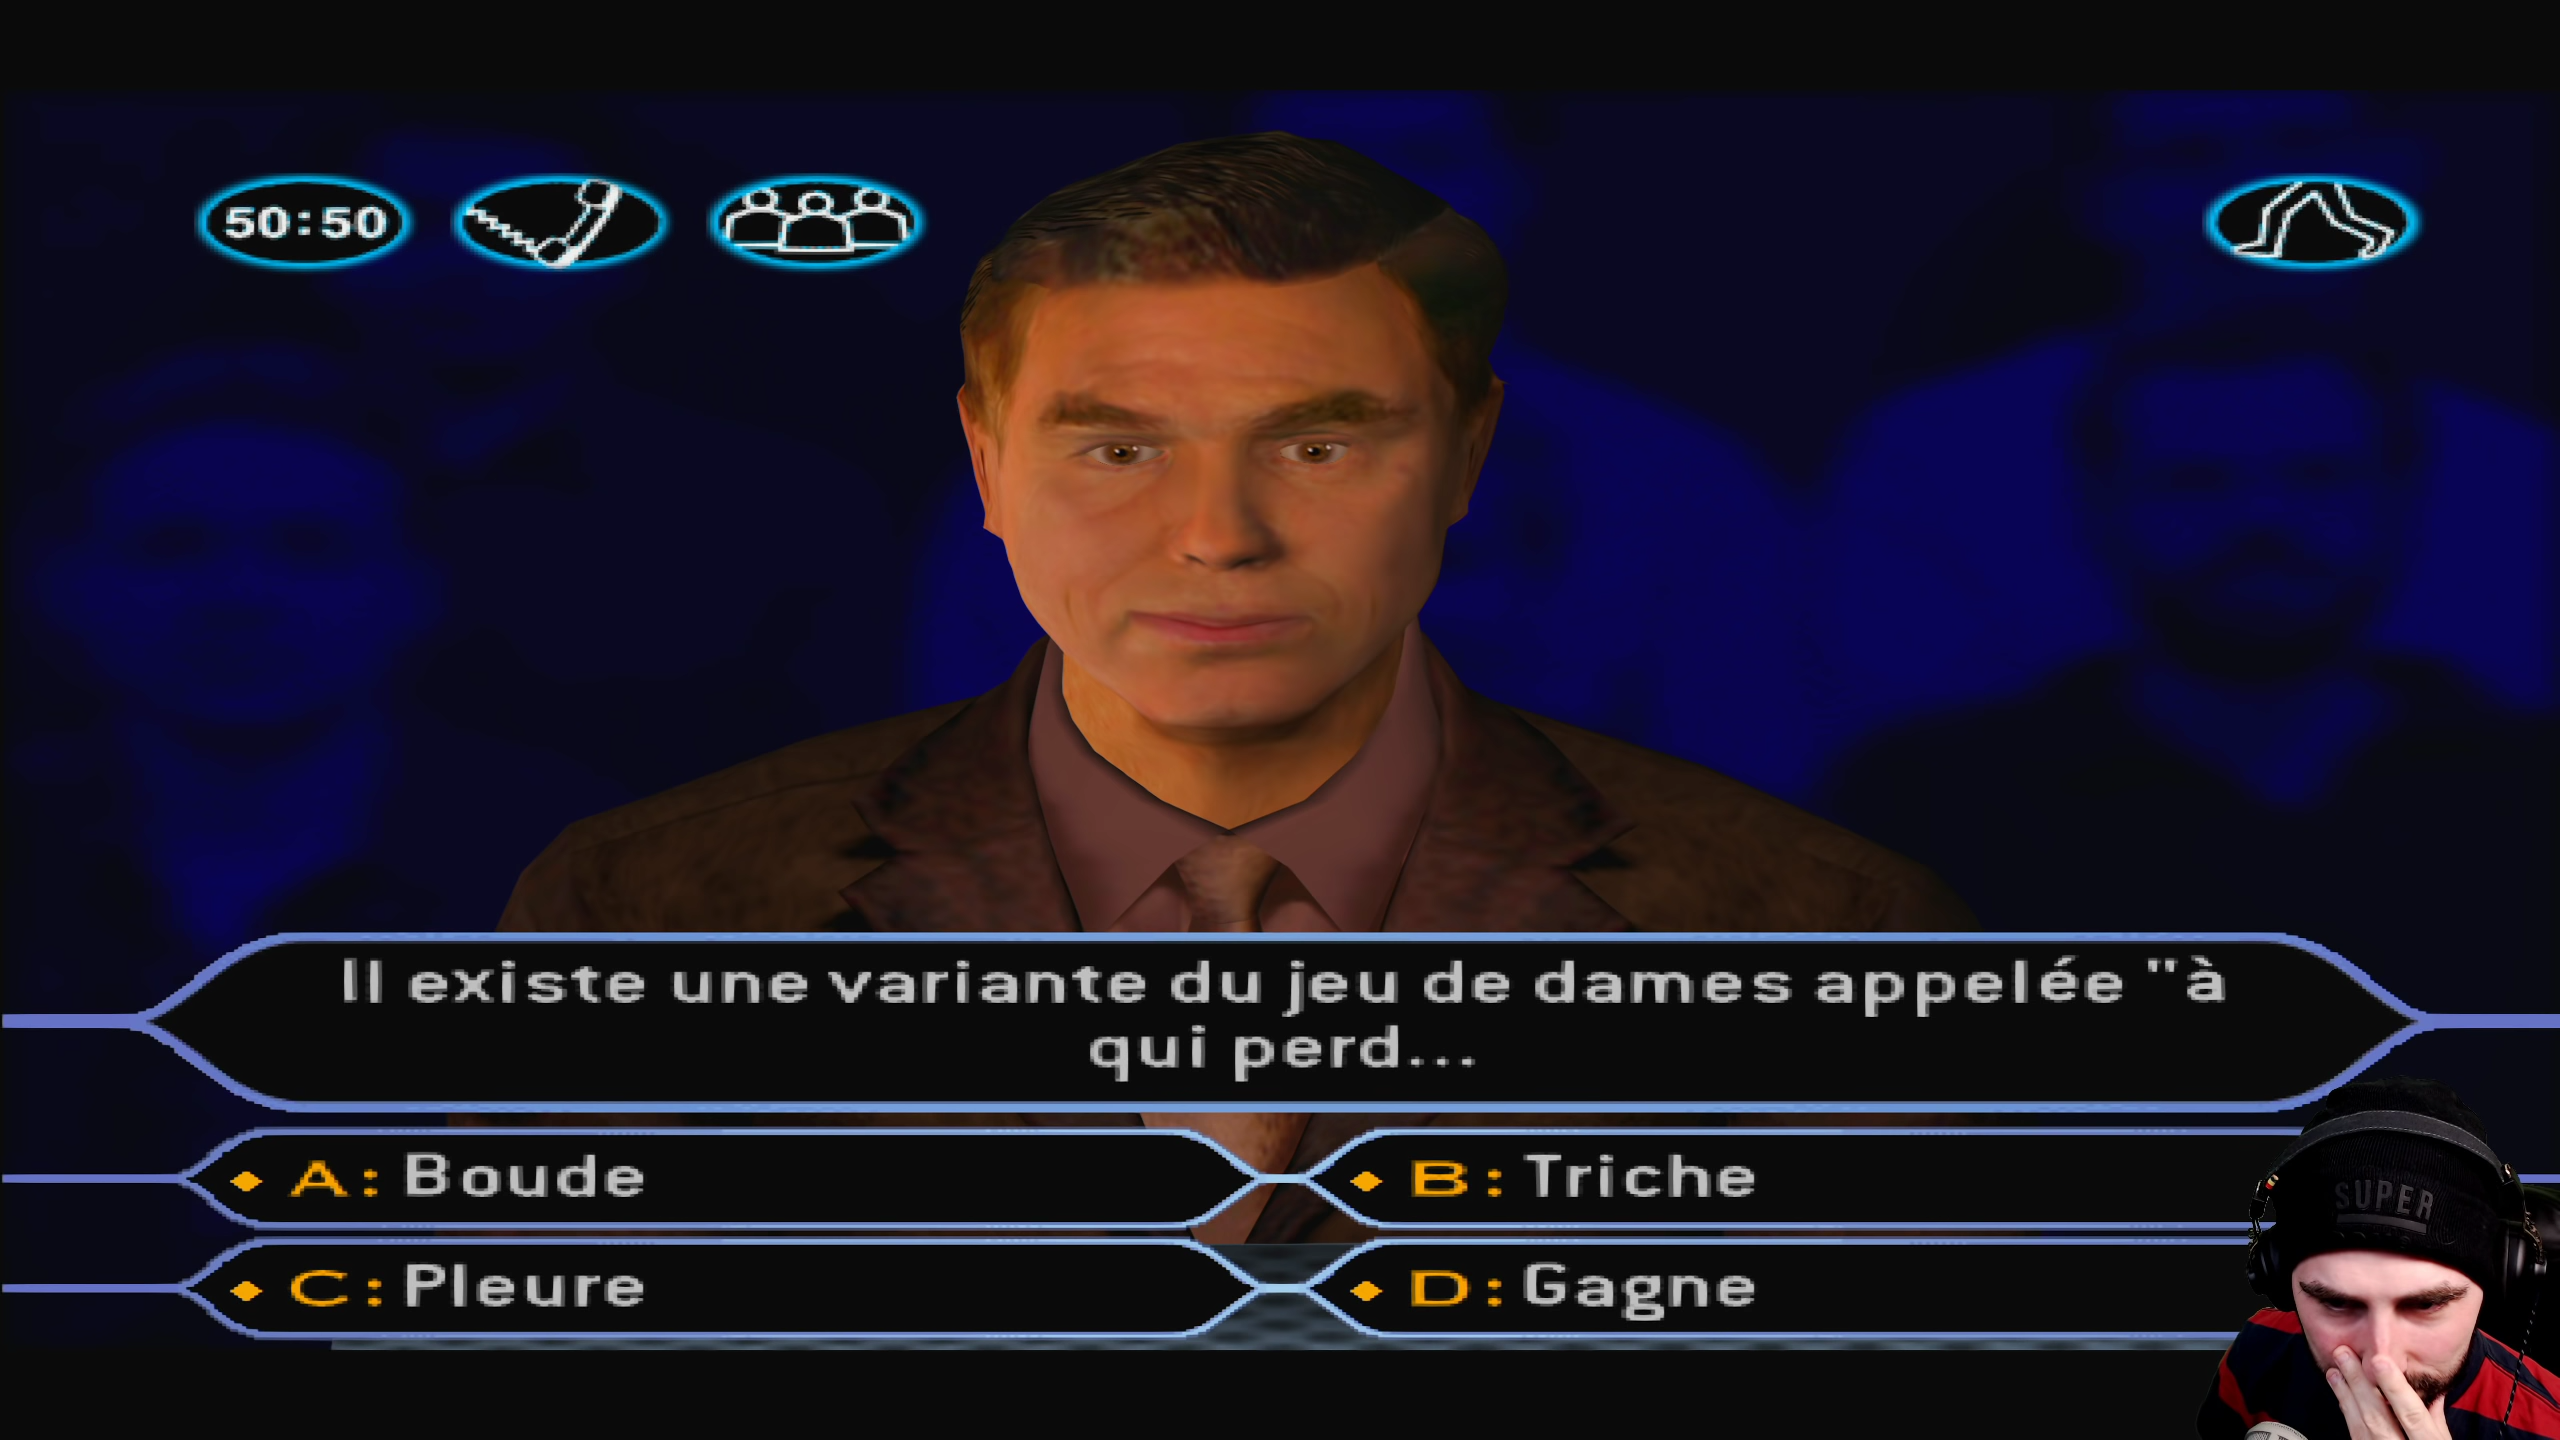 50:50
Il existe une variante du jeu de dames appelée "à
qui perd...
A: Boude
B: Triche
C: Pleure
D: Gagne
SUPER